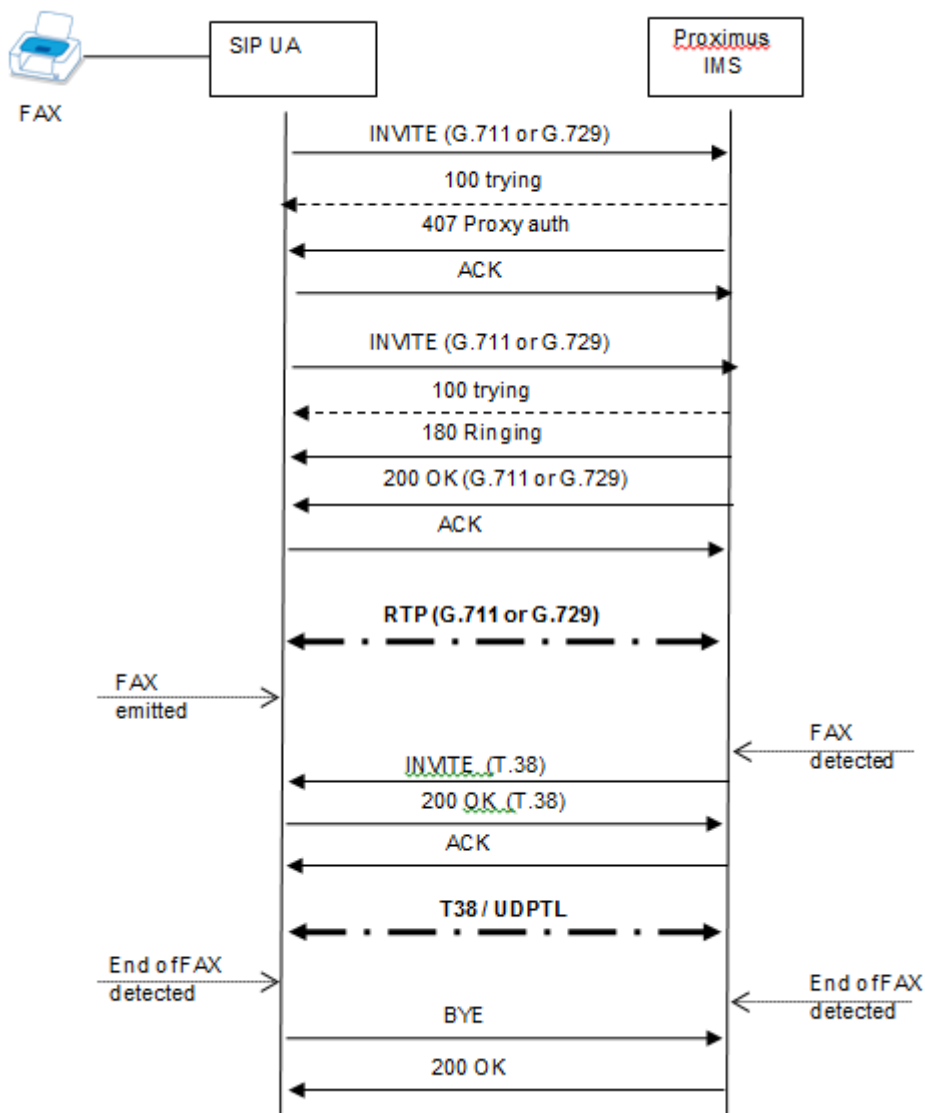 SIP UA
Proximus
IMS
FAX
INVITE (G.711 or G.729)
100 trying
407 Proxy auth
ACK
INVITE (G.711 or G.729)
100 trying
180 Ringing
200 OK (G.711 or G.729)
ACK
RTP (G.711 or G.729)
FAX
emitted
FAX
detected
INVITE (T.38)
200 OK (T.38)
ACK
T38 / UDPTL
End of FAX
detected
End of FAX
detected
BYE
200 OK